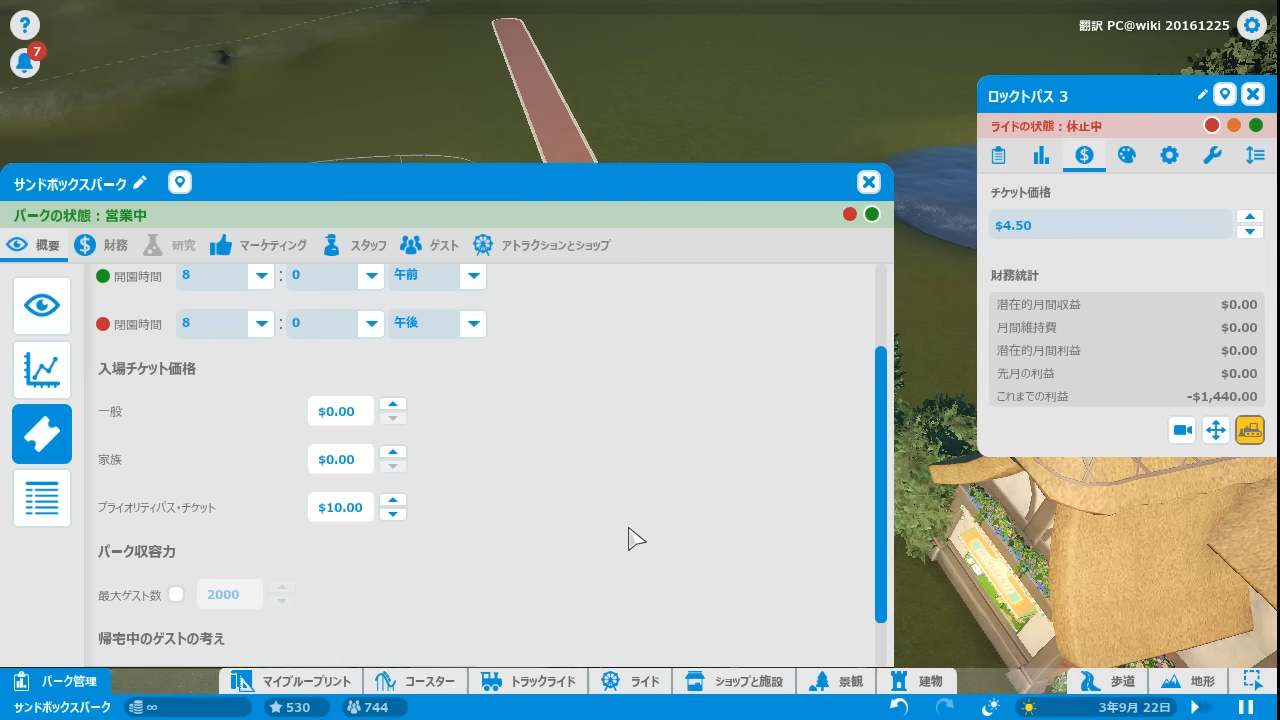 ?
7
翻訳 PC@wiki 20161225
ロックトパス 3
ライドの状態 : 休止中
チケット価格
$4.50
財務統計
潜在的月間収益 $0.00
月間維持費 $0.00
潜在的月間利益 $0.00
先月の利益 $0.00
これまでの利益 -$1,440.00
サンドボックスパーク
パークの状態 : 営業中
概要 財務 研究 マーケティング スタッフ ゲスト アトラクションとショップ
開園時間 8 : 0 午前
閉園時間 8 : 0 午後
入場チケット価格
一般 $0.00
家族 $0.00
プライオリティパス・チケット $10.00
パーク収容力
最大ゲスト数 2000
帰宅中のゲストの考え
パーク管理 マイブループリント コースター トラックライド ライド ショップと施設 景観 建物 歩道 地形
サンドボックスパーク ∞ 530 744 3年9月 22日